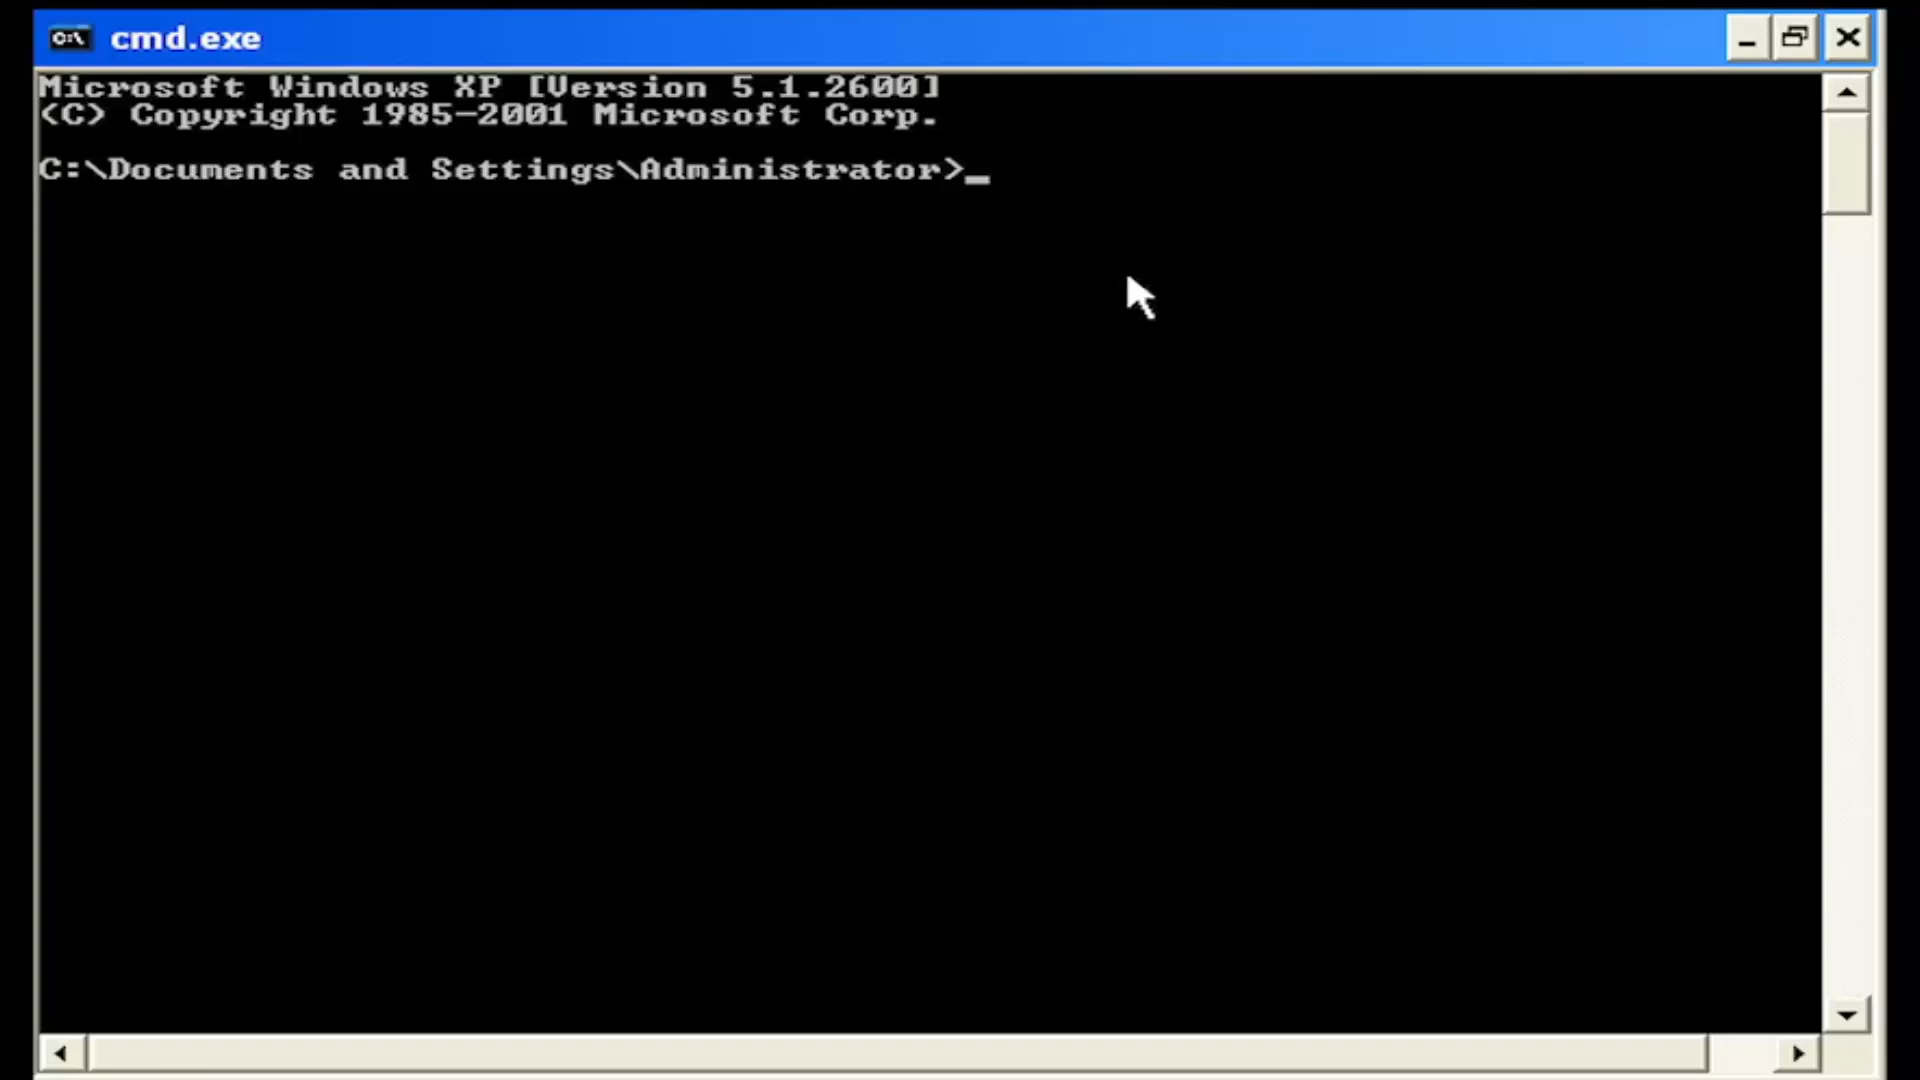 C:\
cmd.exe
Microsoft Windows XP [Version 5.1.2600]
(C) Copyright 1985-2001 Microsoft Corp.
C:\Documents and Settings\Administrator>_